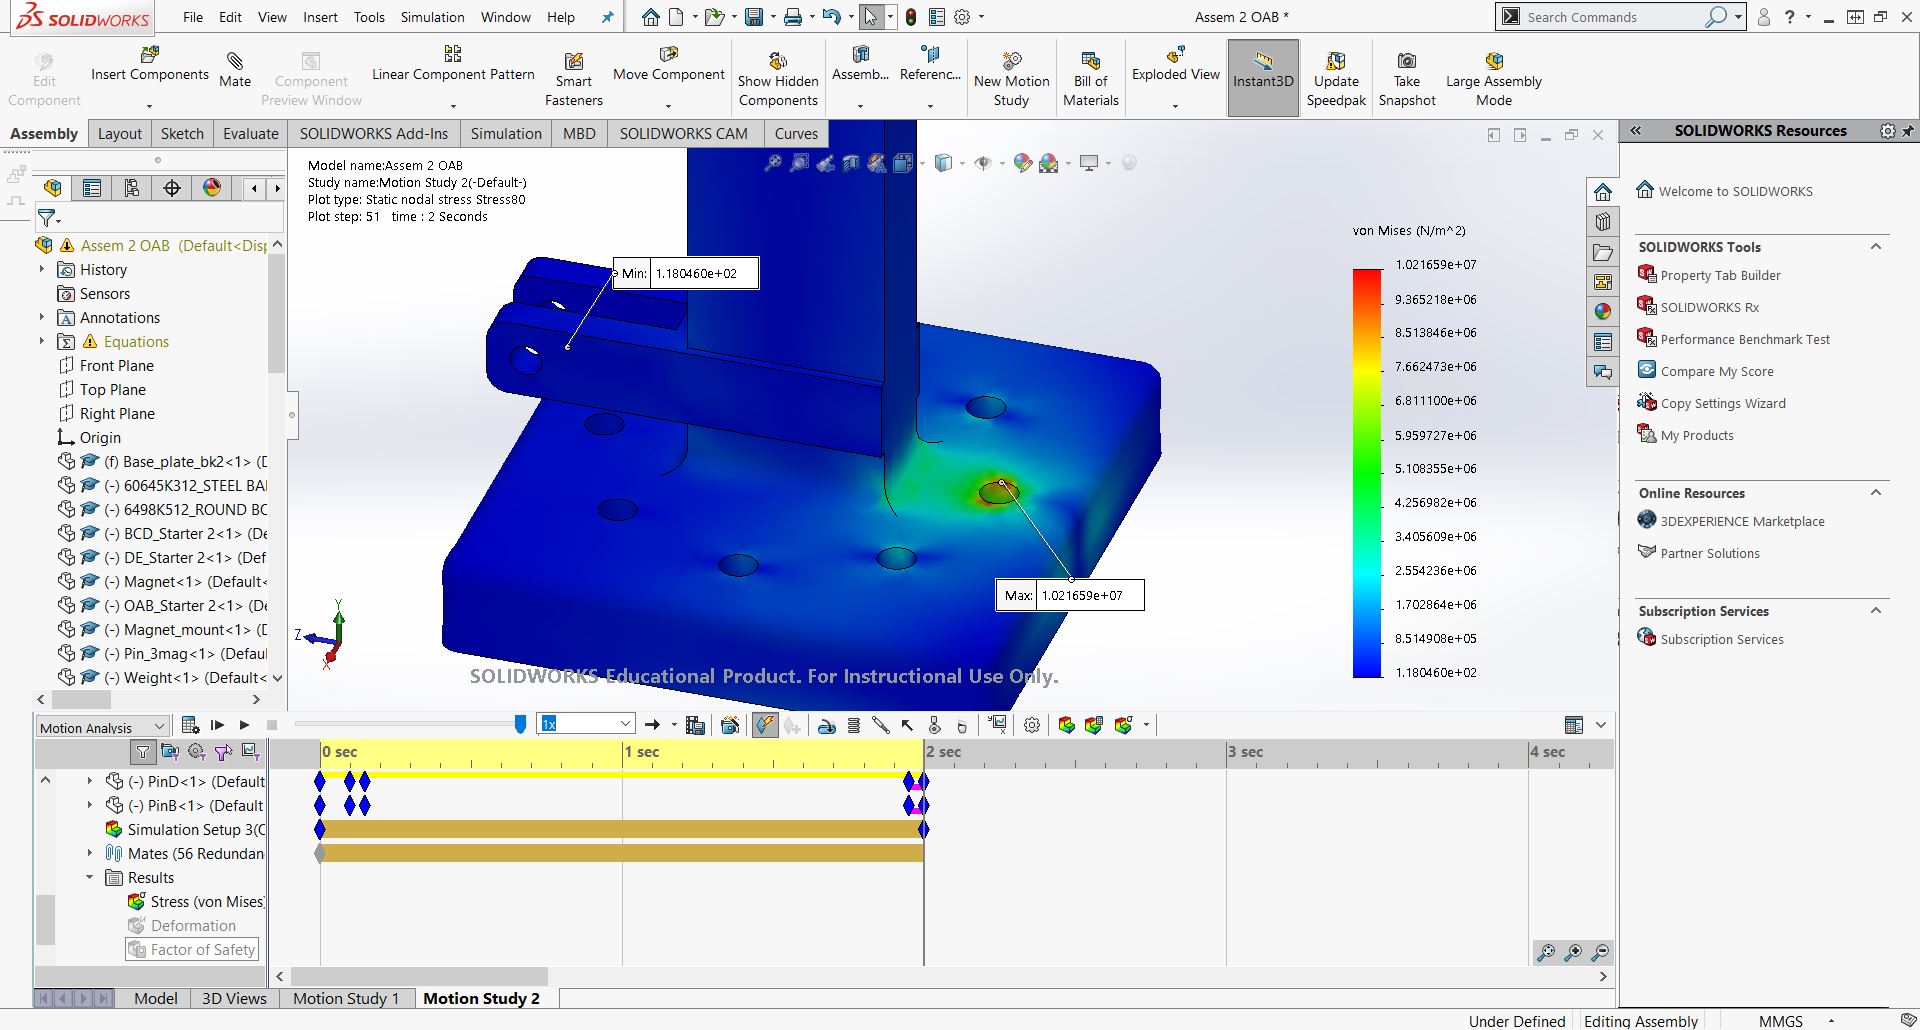 SOLIDWORKS
File Edit View Insert Tools Simulation Window Help
Assem 2 OAB *
Search Commands
?
Edit Component
Insert Components
Mate
Component Preview Window
Linear Component Pattern
Smart Fasteners
Move Component
Show Hidden Components
Assemb...
Referenc...
New Motion Study
Bill of Materials
Exploded View
Instant3D
Update Speedpak
Take Snapshot
Large Assembly Mode
Assembly Layout Sketch Evaluate SOLIDWORKS Add-Ins Simulation MBD SOLIDWORKS CAM Curves
Model name:Assem 2 OAB
Study name:Motion Study 2(-Default-)
Plot type: Static nodal stress Stress80
Plot step: 51 time : 2 Seconds
Assem 2 OAB (Default<Disp
History
Sensors
Annotations
Equations
Front Plane
Top Plane
Right Plane
Origin
(f) Base_plate_bk2<1> (D
(-) 60645K312_STEEL BAL
(-) 6498K512_ROUND BO
(-) BCD_Starter 2<1> (De
(-) DE_Starter 2<1> (Def
(-) Magnet<1> (Default<
(-) OAB_Starter 2<1> (De
(-) Magnet_mount<1> (D
(-) Pin_3mag<1> (Defaul
(-) Weight<1> (Default<
Min: 1.180460e+02
Max: 1.021659e+07
Y
Z
X
SOLIDWORKS Educational Product. For Instructional Use Only.
von Mises (N/m^2)
1.021659e+07
9.365218e+06
8.513846e+06
7.662473e+06
6.811100e+06
5.959727e+06
5.108355e+06
4.256982e+06
3.405609e+06
2.554236e+06
1.702864e+06
8.514908e+05
1.180460e+02
SOLIDWORKS Resources
Welcome to SOLIDWORKS
SOLIDWORKS Tools
Property Tab Builder
SOLIDWORKS Rx
Performance Benchmark Test
Compare My Score
Copy Settings Wizard
My Products
Online Resources
3DEXPERIENCE Marketplace
Partner Solutions
Subscription Services
Subscription Services
Motion Analysis
1x
0 sec 1 sec 2 sec 3 sec 4 sec
(-) PinD<1> (Default
(-) PinB<1> (Default
Simulation Setup 3(C
Mates (56 Redundan
Results
Stress (von Mises)
Deformation
Factor of Safety
Model 3D Views Motion Study 1 Motion Study 2
Under Defined Editing Assembly MMGS